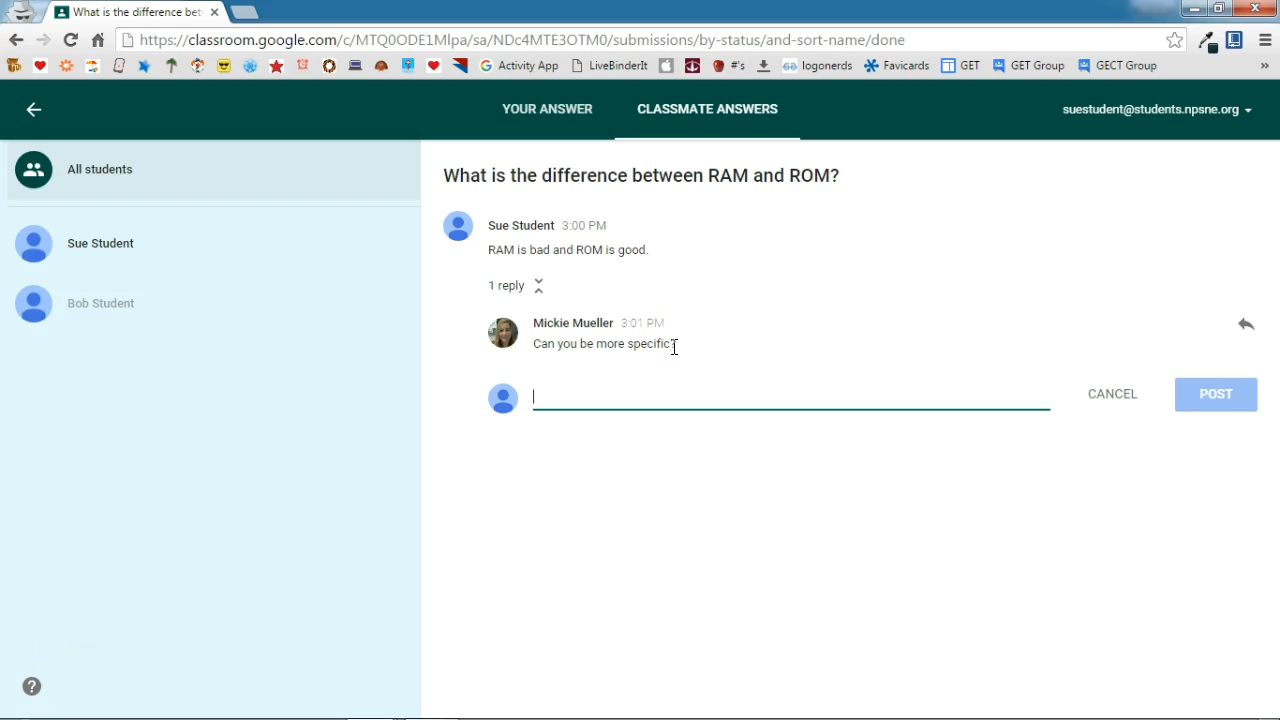 What is the difference bet
https://classroom.google.com/c/MTQ0ODE1Mlpa/sa/NDc4MTE3OTM0/submissions/by-status/and-sort-name/done
Activity App LiveBinderIt #'s logonerds Favicards GET GET Group GECT Group »
YOUR ANSWER CLASSMATE ANSWERS suestudent@students.npsne.org
All students
Sue Student
Bob Student
What is the difference between RAM and ROM?
Sue Student 3:00 PM
RAM is bad and ROM is good.
1 reply
Mickie Mueller 3:01 PM
Can you be more specific?
CANCEL POST